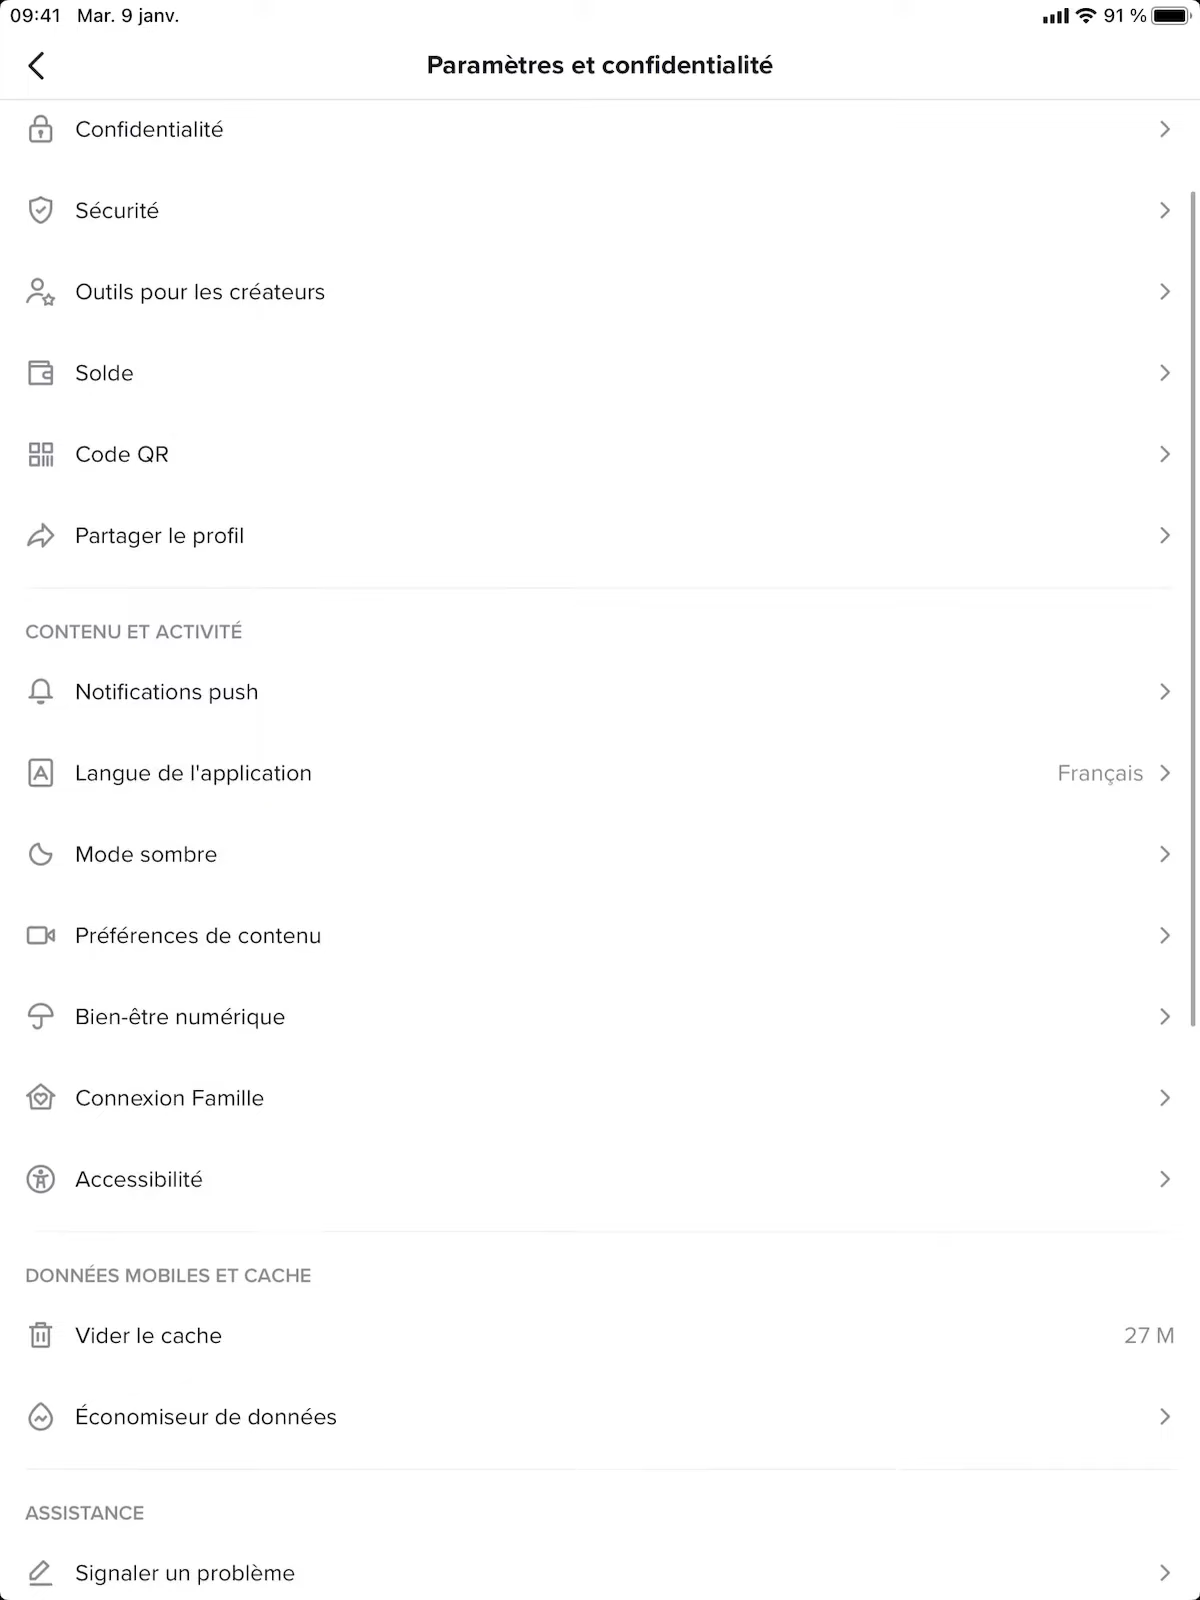 09:41 Mar. 9 janv. 91 %
Paramètres et confidentialité
Confidentialité
Sécurité
Outils pour les créateurs
Solde
Code QR
Partager le profil
CONTENU ET ACTIVITÉ
Notifications push
Langue de l'application Français
Mode sombre
Préférences de contenu
Bien-être numérique
Connexion Famille
Accessibilité
DONNÉES MOBILES ET CACHE
Vider le cache 27 M
Économiseur de données
ASSISTANCE
Signaler un problème